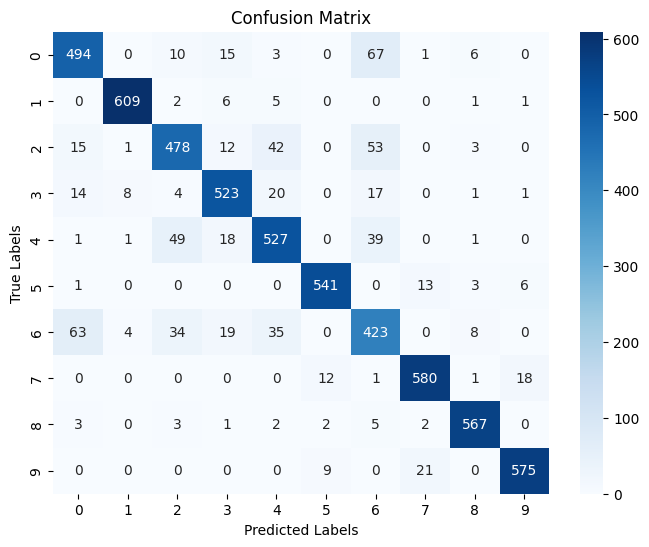 Confusion Matrix
0 494 0 10 15 3 0 67 1 6 0
1 0 609 2 6 5 0 0 0 1 1
2 15 1 478 12 42 0 53 0 3 0
3 14 8 4 523 20 0 17 0 1 1
4 1 1 49 18 527 0 39 0 1 0
5 1 0 0 0 0 541 0 13 3 6
6 63 4 34 19 35 0 423 0 8 0
7 0 0 0 0 0 12 1 580 1 18
8 3 0 3 1 2 2 5 2 567 0
9 0 0 0 0 0 9 0 21 0 575
0 1 2 3 4 5 6 7 8 9
Predicted Labels
True Labels
600
500
400
300
200
100
0